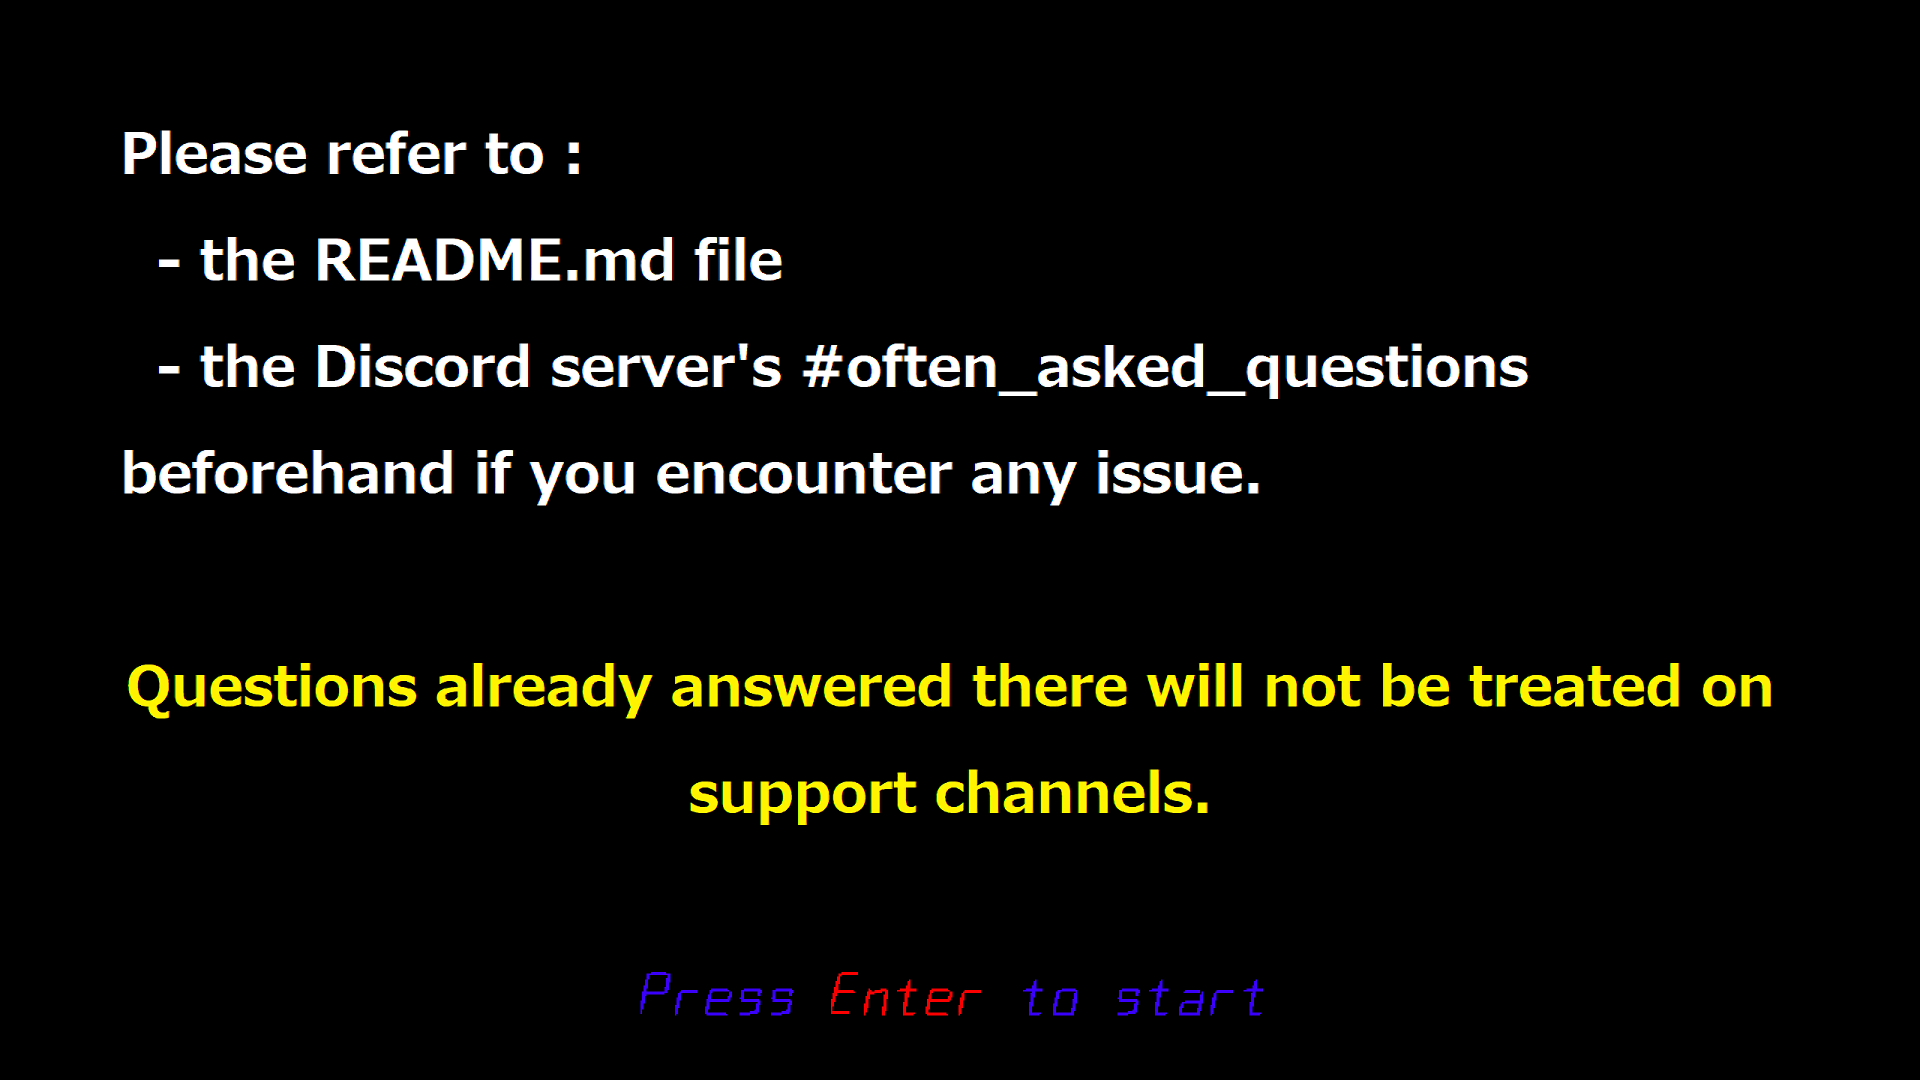 Please refer to :
- the README.md file
- the Discord server's #often_asked_questions
beforehand if you encounter any issue.
Questions already answered there will not be treated on
support channels.
Press Enter to start